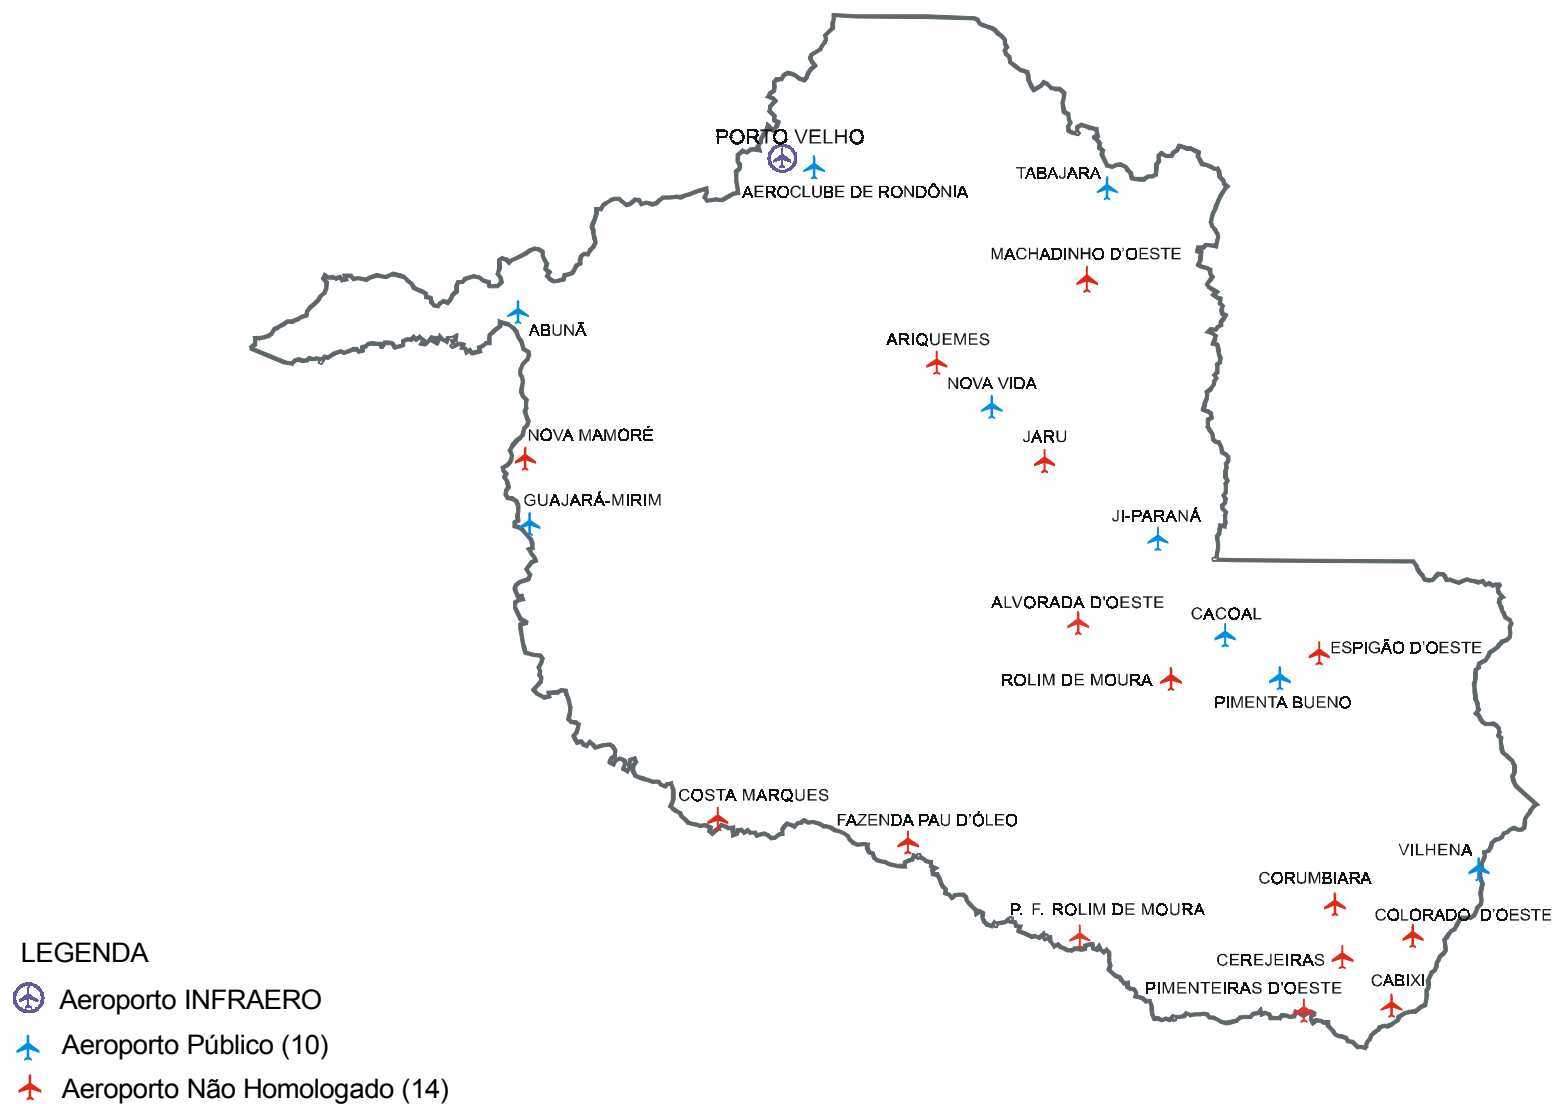 PORTO VELHO
AEROCLUBE DE RONDÔNIA
TABAJARA
MACHADINHO D'OESTE
ABUNÃ
ARIQUEMES
NOVA VIDA
NOVA MAMORÉ
JARU
GUAJARÁ-MIRIM
JI-PARANÁ
ALVORADA D'OESTE
CACOAL
ESPIGÃO D'OESTE
ROLIM DE MOURA
PIMENTA BUENO
COSTA MARQUES
FAZENDA PAU D'ÓLEO
VILHENA
CORUMBIARA
P. F. ROLIM DE MOURA
COLORADO D'OESTE
CEREJEIRAS
PIMENTEIRAS D'OESTE
CABIXI
LEGENDA
Aeroporto INFRAERO
Aeroporto Público (10)
Aeroporto Não Homologado (14)